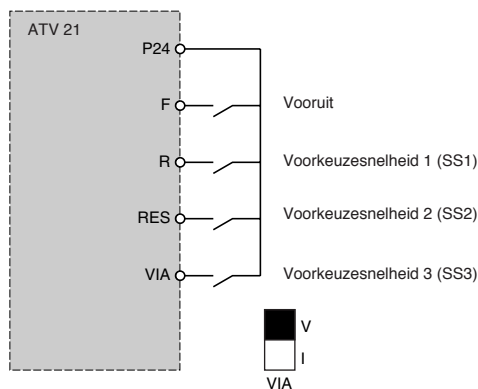 ATV 21
P24
F Vooruit
R Voorkeuzesnelheid 1 (SS1)
RES Voorkeuzesnelheid 2 (SS2)
VIA Voorkeuzesnelheid 3 (SS3)
V
I
VIA